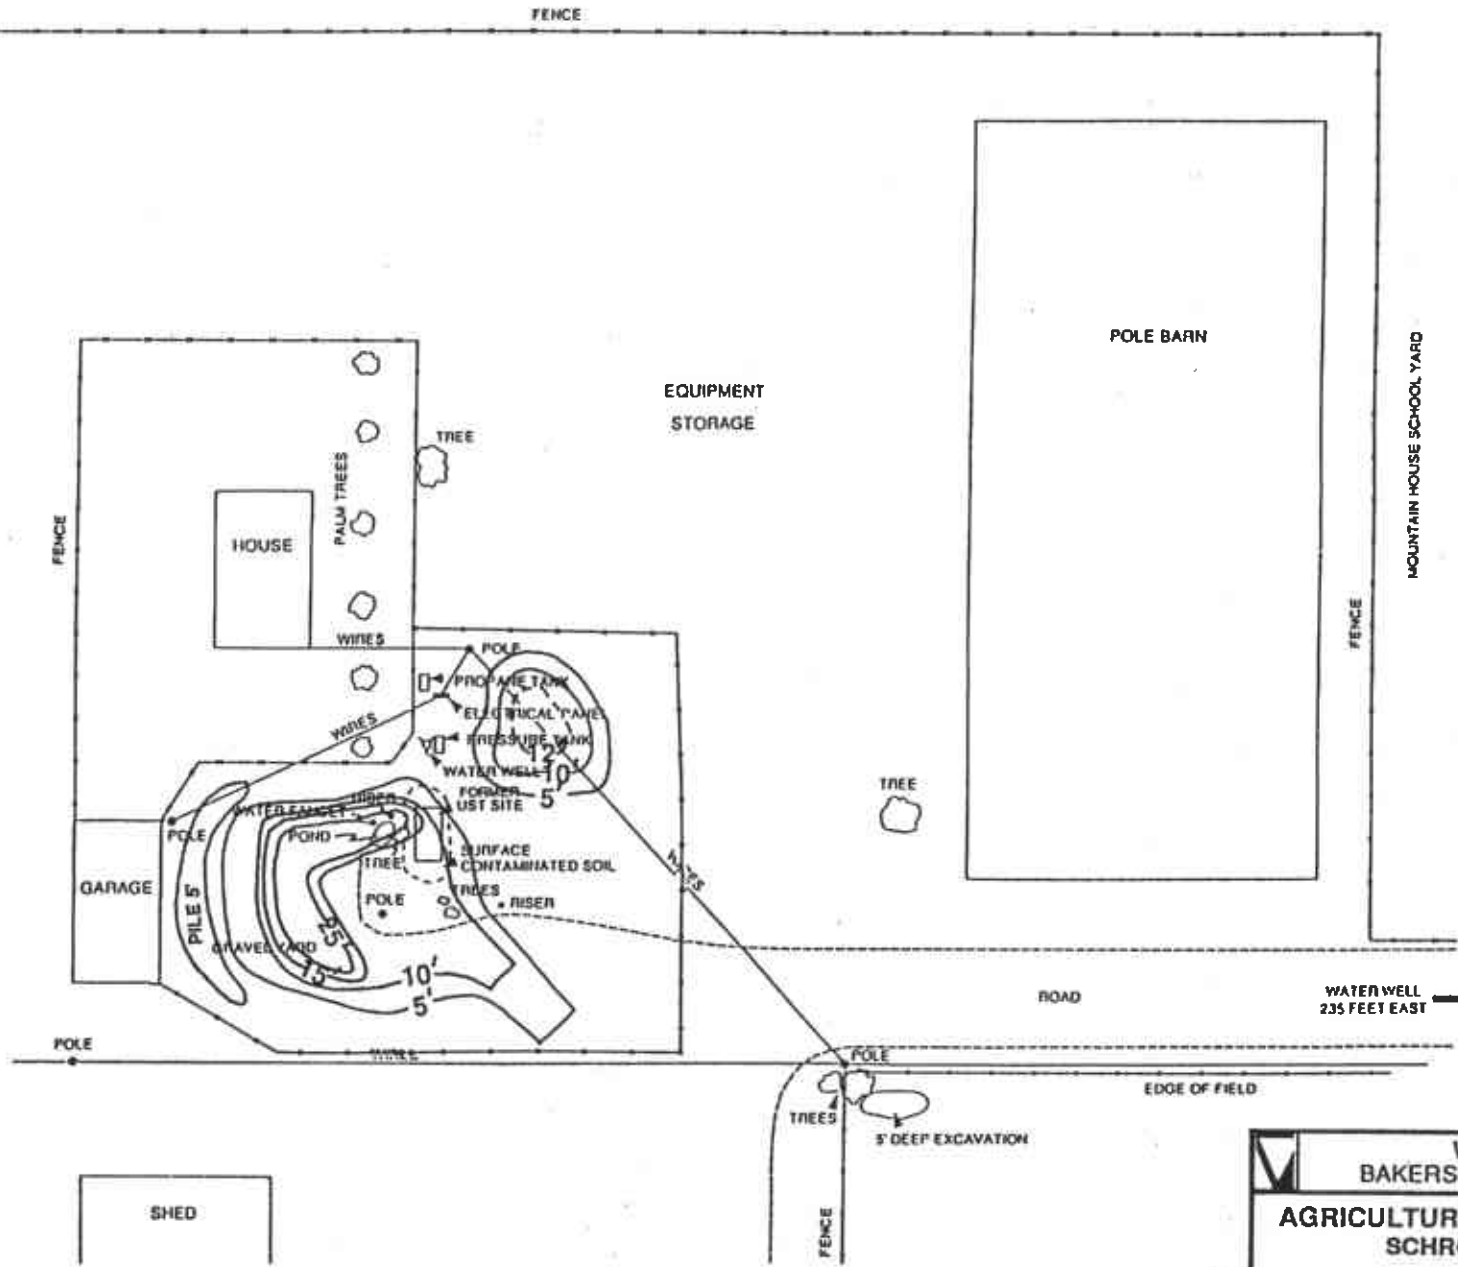 FENCE
POLE BARN
MOUNTAIN HOUSE SCHOOL YARD
EQUIPMENT
STORAGE
TREE
PALM TREES
HOUSE
FENCE
FENCE
WIRES
POLE
PROPANE TANK
ELECTRICAL PANEL
WIRES
PRESSURE TANK
12'
WATER WELL
10'
5'
FORMER
UST SITE
TREE
WATER FAUCET
POLE
POND
SURFACE
CONTAMINATED SOIL
TREE
WIRES
GARAGE
PILE 5'
POLE
TREES
RISER
25'
GRAVEL YARD
15'
10'
5'
ROAD
WATER WELL
235 FEET EAST
POLE
POLE
EDGE OF FIELD
TREES
5' DEEP EXCAVATION
FENCE
SHED
BAKERS
AGRICULTUR
SCHR